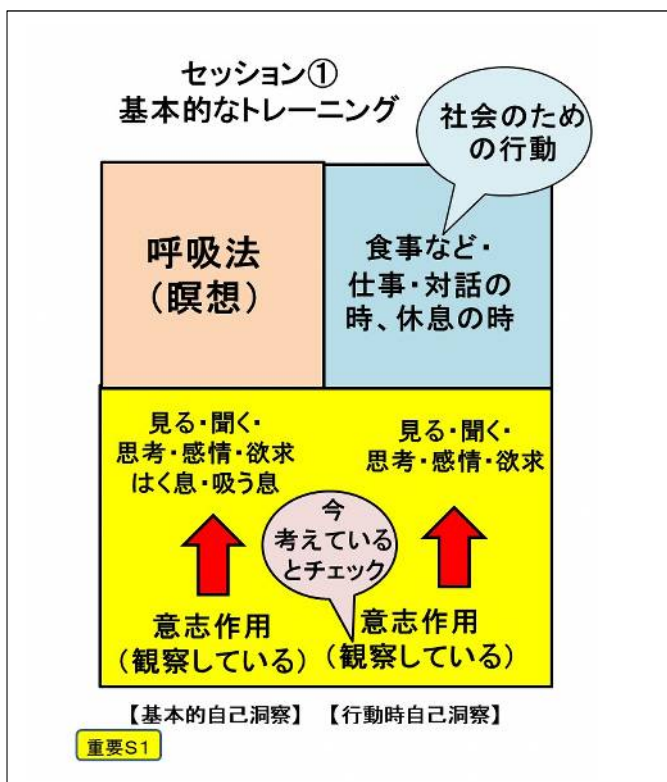 セッション①
基本的なトレーニング
社会のため
の行動
呼吸法
（瞑想）
食事など・
仕事・対話の
時、休息の時
見る・聞く・
思考・感情・欲求
はく息・吸う息
見る・聞く・
思考・感情・欲求
今
考えている
とチェック
意志作用
（観察している）
意志作用
（観察している）
【基本的自己洞察】
【行動時自己洞察】
重要S1